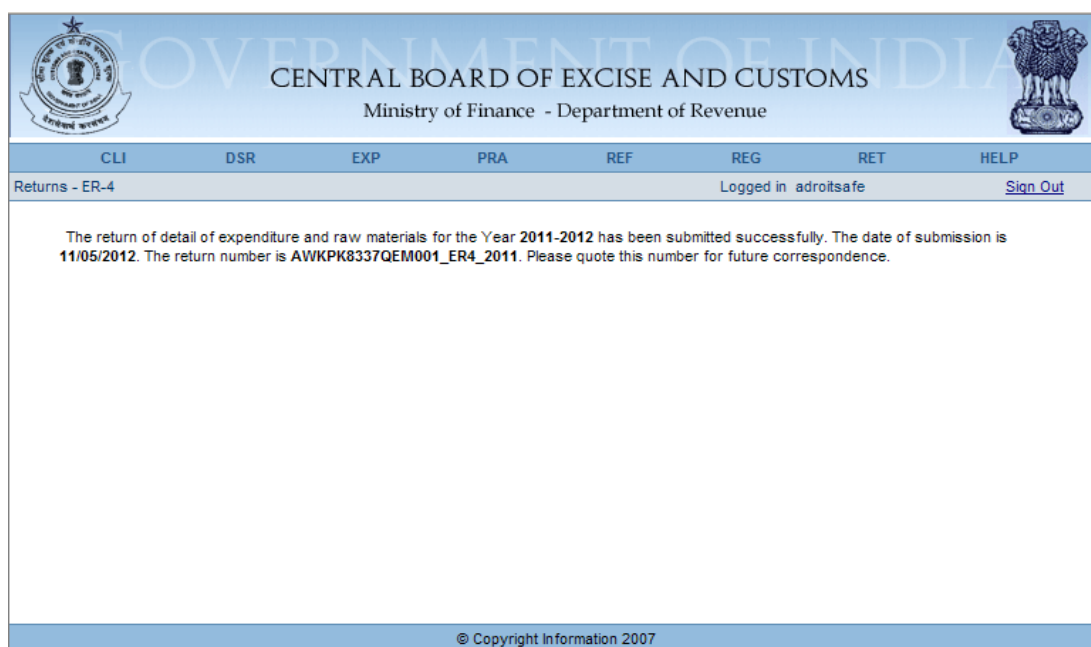 GOVERNMENT OF INDIA
CENTRAL BOARD OF EXCISE AND CUSTOMS
Ministry of Finance - Department of Revenue
CLI DSR EXP PRA REF REG RET HELP
Returns - ER-4 Logged in adroitsafe Sign Out
The return of detail of expenditure and raw materials for the Year 2011-2012 has been submitted successfully. The date of submission is
11/05/2012. The return number is AWKPK8337QEM001_ER4_2011. Please quote this number for future correspondence.
© Copyright Information 2007